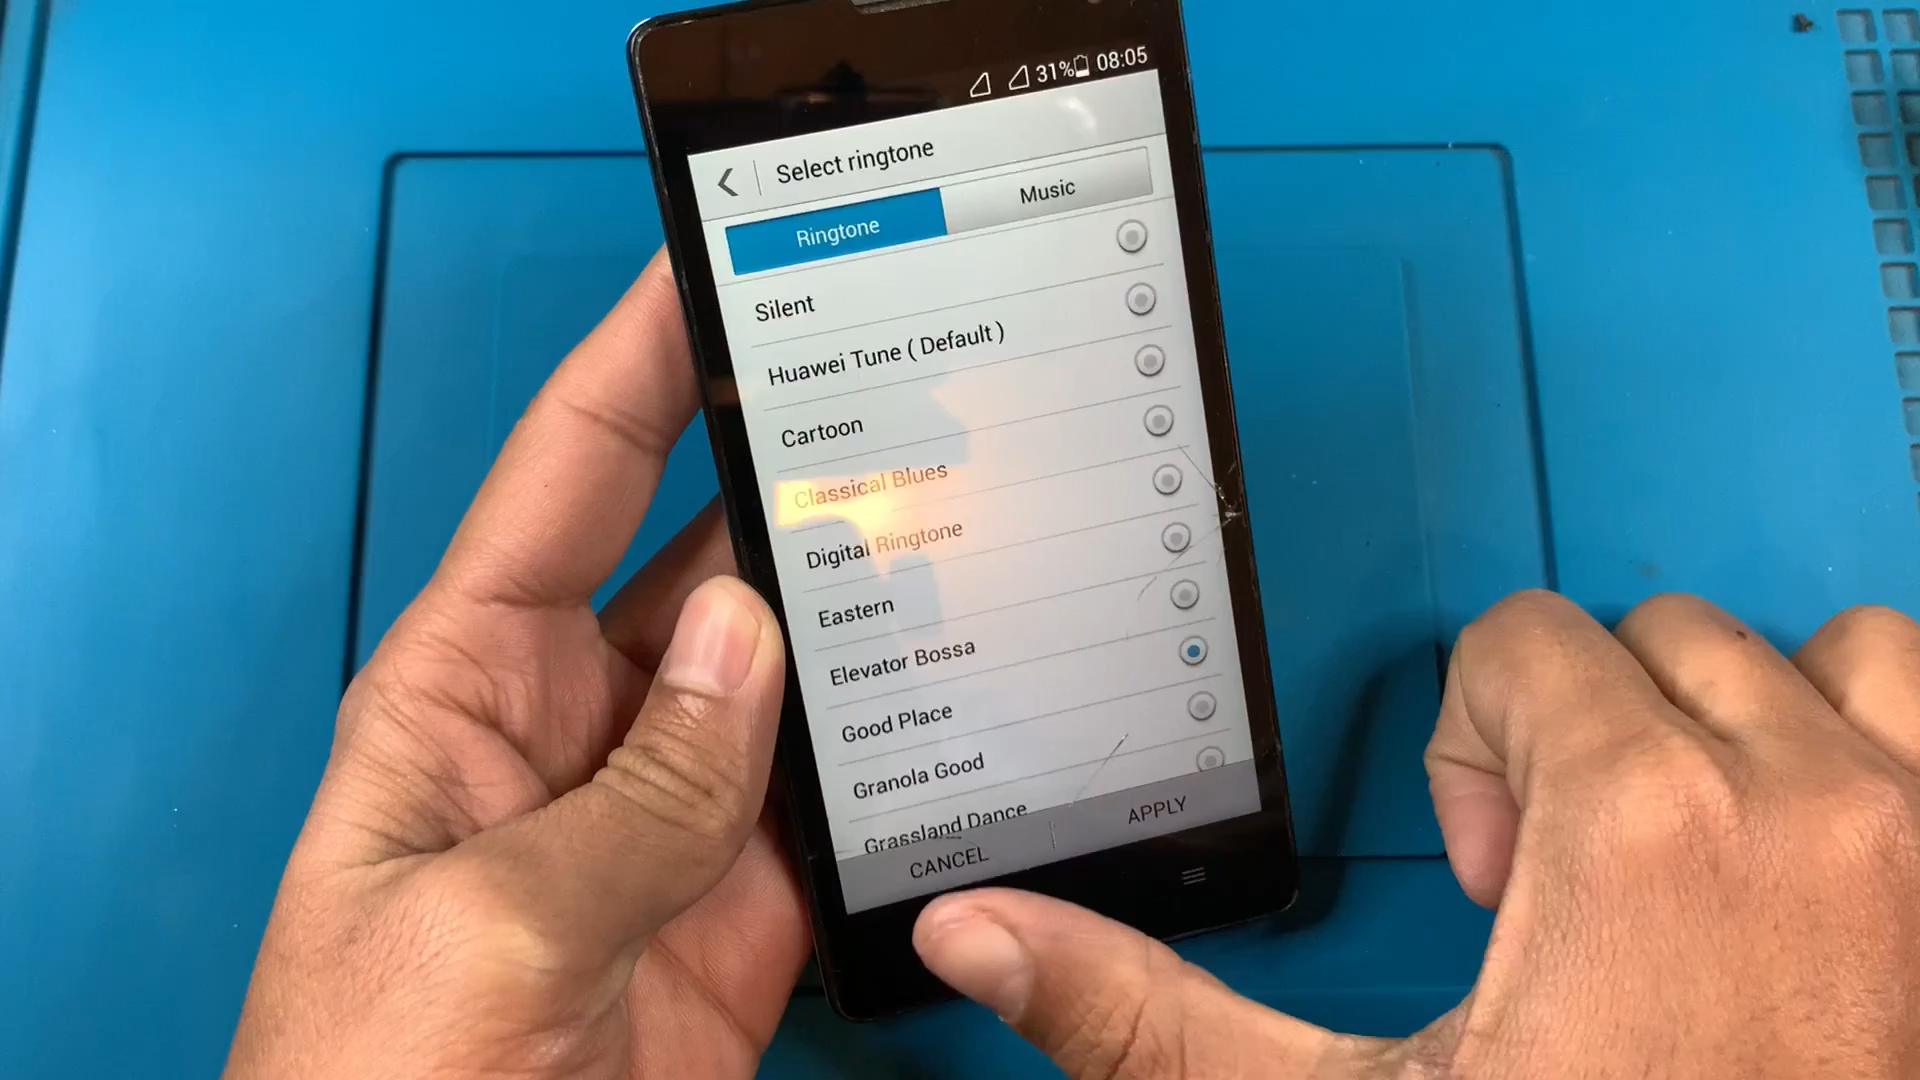 31% 08:05
Select ringtone
Ringtone Music
Silent
Huawei Tune ( Default )
Cartoon
Classical Blues
Digital Ringtone
Eastern
Elevator Bossa
Good Place
Granola Good
Grassland Dance
CANCEL APPLY